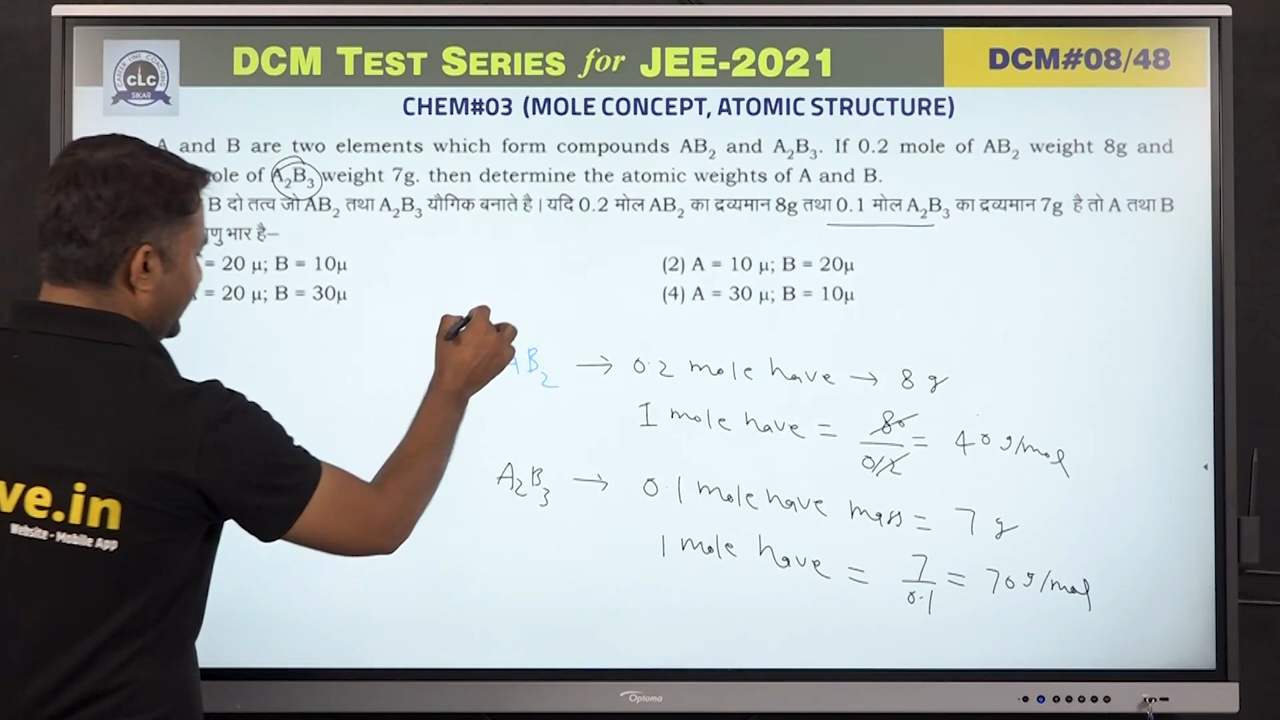 DCM TEST SERIES for JEE-2021
DCM#08/48
CLC
SIKAR
CHEM#03 (MOLE CONCEPT, ATOMIC STRUCTURE)
A and B are two elements which form compounds AB₂ and A₂B₃. If 0.2 mole of AB₂ weight 8g and
ole of A₂B₃ weight 7g. then determine the atomic weights of A and B.
B दो तत्व जो AB₂ तथा A₂B₃ यौगिक बनाते है। यदि 0.2 मोल AB₂ का द्रव्यमान 8g तथा 0.1 मोल A₂B₃ का द्रव्यमान 7g है तो A तथा B
णु भार है–
= 20 μ; B = 10μ
(2) A = 10 μ; B = 20μ
= 20 μ; B = 30μ
(4) A = 30 μ; B = 10μ
AB₂ → 0.2 mole have → 8 g
1 mole have = 80/0.2 = 40 g/mol
A₂B₃ → 0.1 mole have mass = 7 g
1 mole have = 7/0.1 = 70 g/mol
ve.in
Website - Mobile App
Optoma